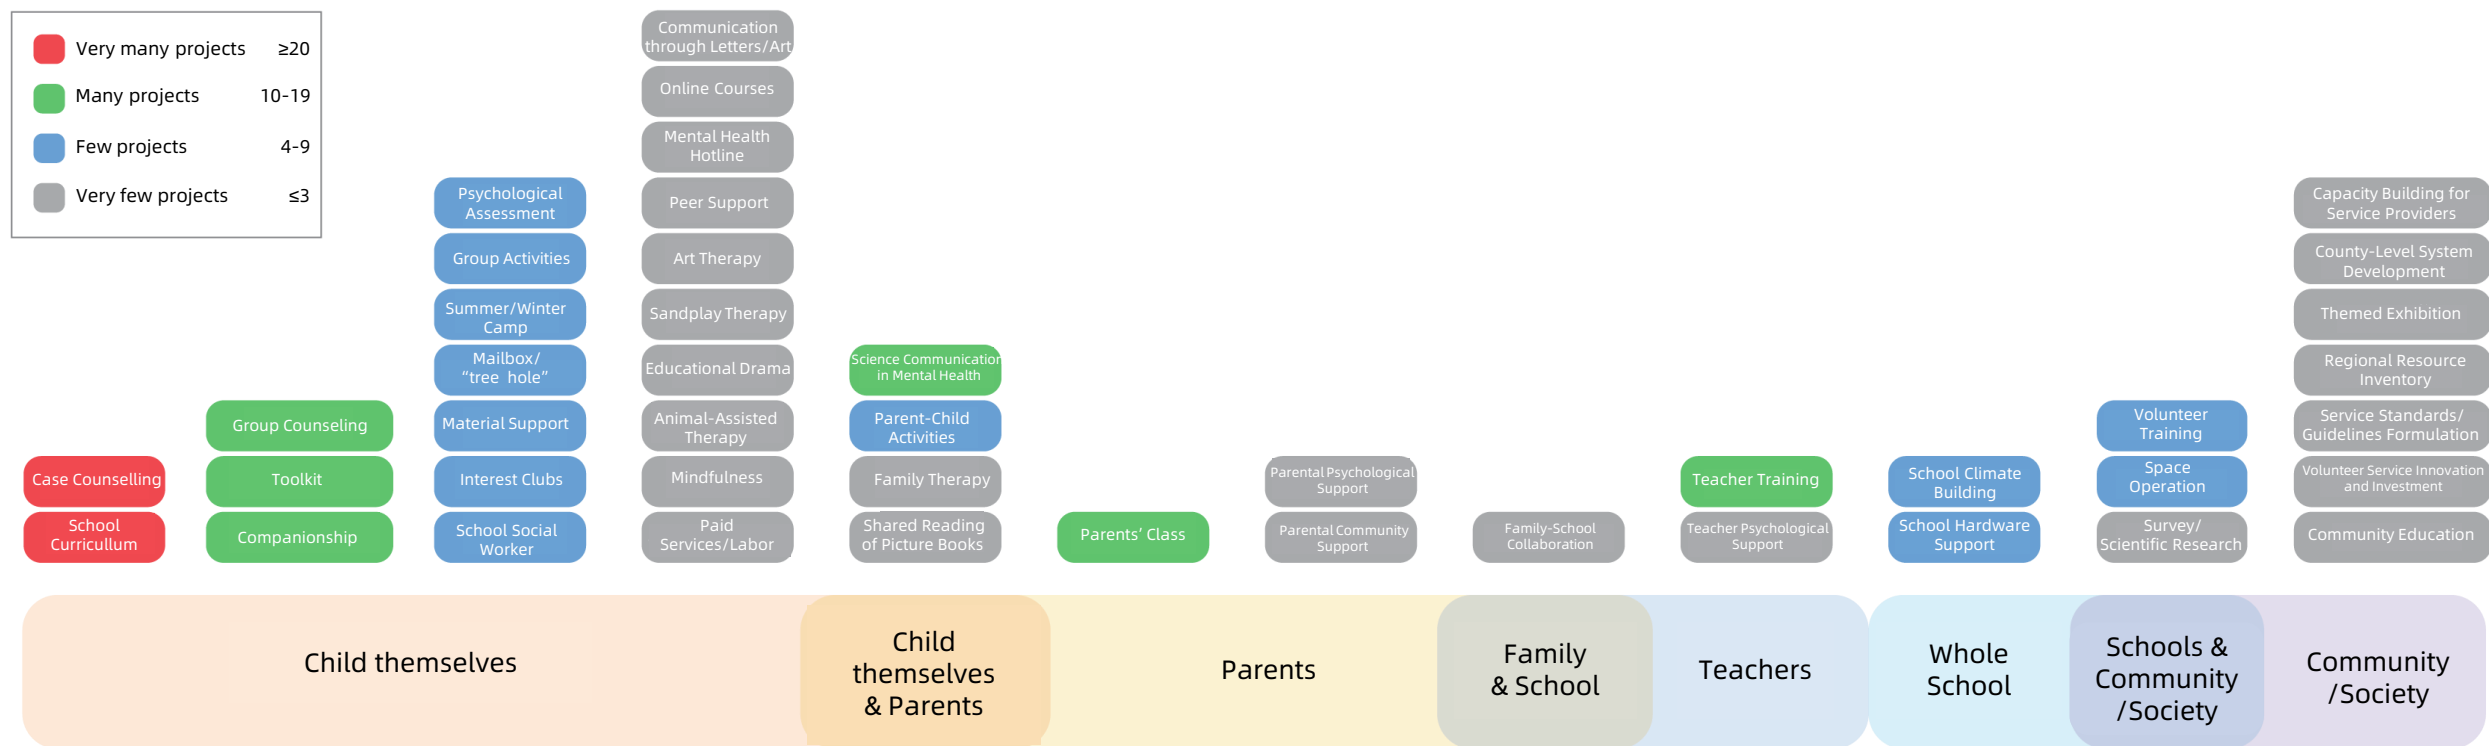 Very many projects ≥20
Many projects 10-19
Few projects 4-9
Very few projects ≤3
Case Counselling
School
Curricullum
Group Counseling
Toolkit
Companionship
Psychological
Assessment
Group Activities
Summer/Winter
Camp
Mailbox/
“tree hole”
Material Support
Interest Clubs
School Social
Worker
Communication
through Letters/Art
Online Courses
Mental Health
Hotline
Peer Support
Art Therapy
Sandplay Therapy
Educational Drama
Animal-Assisted
Therapy
Mindfulness
Paid
Services/Labor
Science Communication
in Mental Health
Parent-Child
Activities
Family Therapy
Shared Reading
of Picture Books
Parents’ Class
Parental Psychological
Support
Parental Community
Support
Family-School
Collaboration
Teacher Training
Teacher Psychological
Support
School Climate
Building
School Hardware
Support
Volunteer
Training
Space
Operation
Survey/
Scientific Research
Capacity Building for
Service Providers
County-Level System
Development
Themed Exhibition
Regional Resource
Inventory
Service Standards/
Guidelines Formulation
Volunteer Service Innovation
and Investment
Community Education
Child themselves
Child
themselves
& Parents
Parents
Family
& School
Teachers
Whole
School
Schools &
Community
/Society
Community
/Society